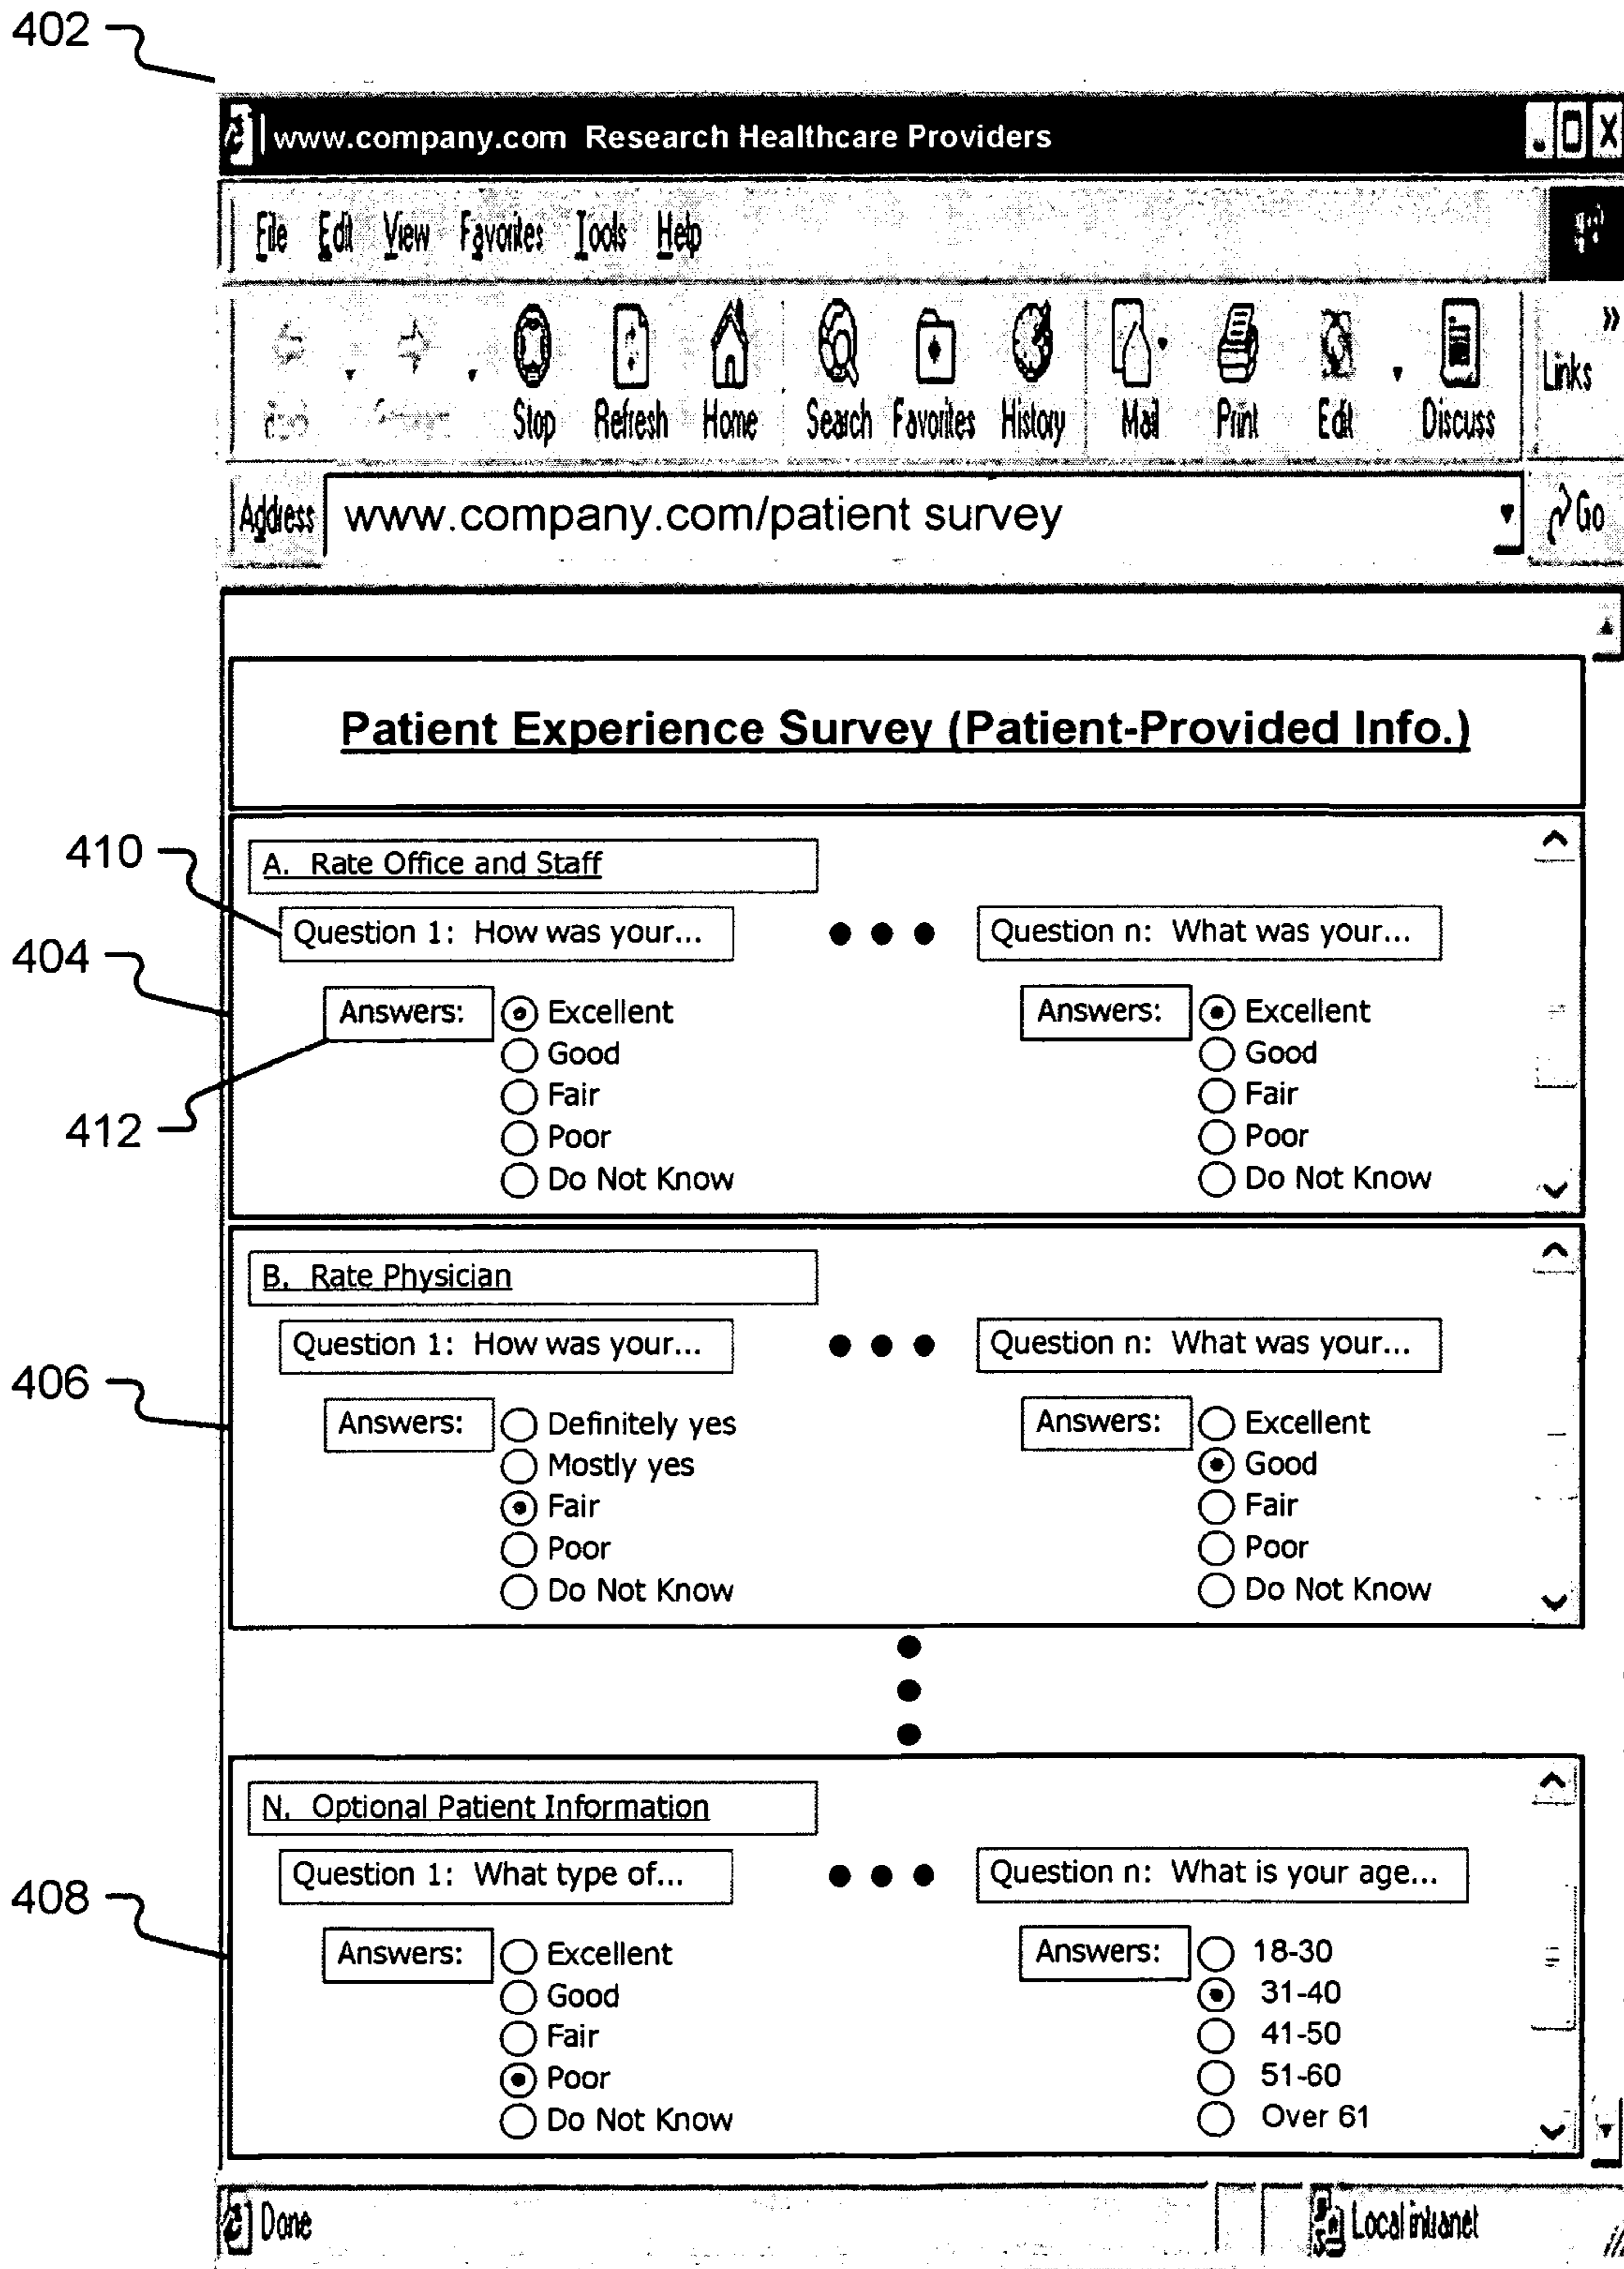 402
www.company.com Research Healthcare Providers
File Edit View Favorites Tools Help
Stop Refresh Home Search Favorites History Mail Print Edit Discuss Links »
Address www.company.com/patient survey Go
Patient Experience Survey (Patient-Provided Info.)
410
A. Rate Office and Staff
Question 1: How was your... Question n: What was your...
404
Answers: Excellent Answers: Excellent
Good Good
Fair Fair
412
Poor Poor
Do Not Know Do Not Know
B. Rate Physician
Question 1: How was your... Question n: What was your...
406
Answers: Definitely yes Answers: Excellent
Mostly yes Good
Fair Fair
Poor Poor
Do Not Know Do Not Know
N. Optional Patient Information
Question 1: What type of... Question n: What is your age...
408
Answers: Excellent Answers: 18-30
Good 31-40
Fair 41-50
Poor 51-60
Do Not Know Over 61
Done Local intranet